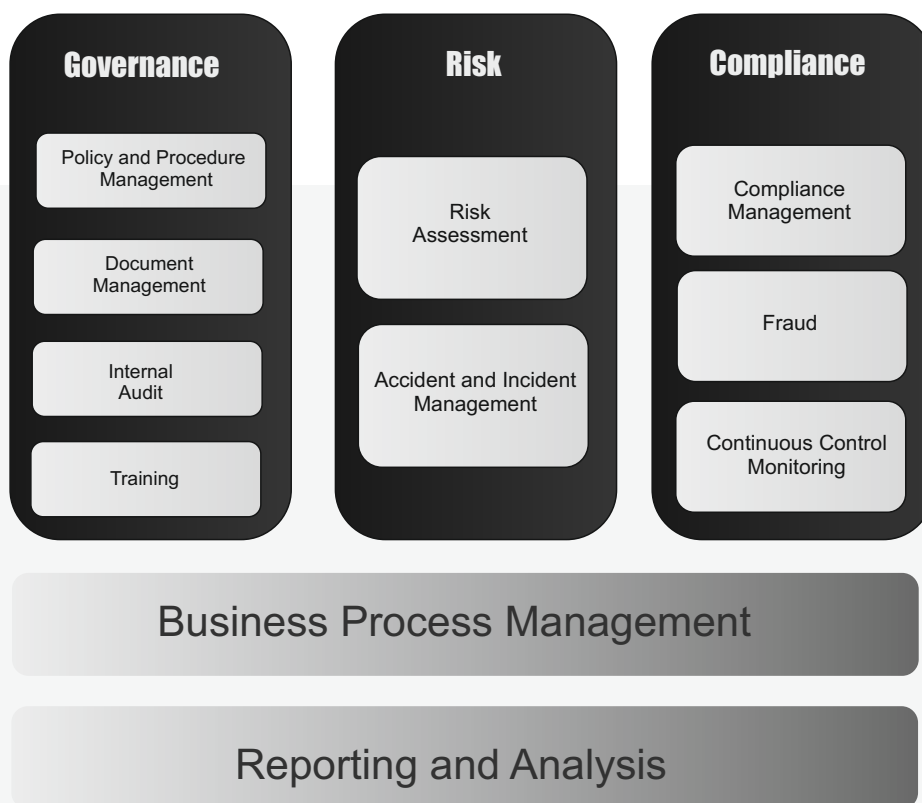 Governance
Policy and Procedure
Management
Document
Management
Internal
Audit
Training
Risk
Risk
Assessment
Accident and Incident
Management
Compliance
Compliance
Management
Fraud
Continuous Control
Monitoring
Business Process Management
Reporting and Analysis